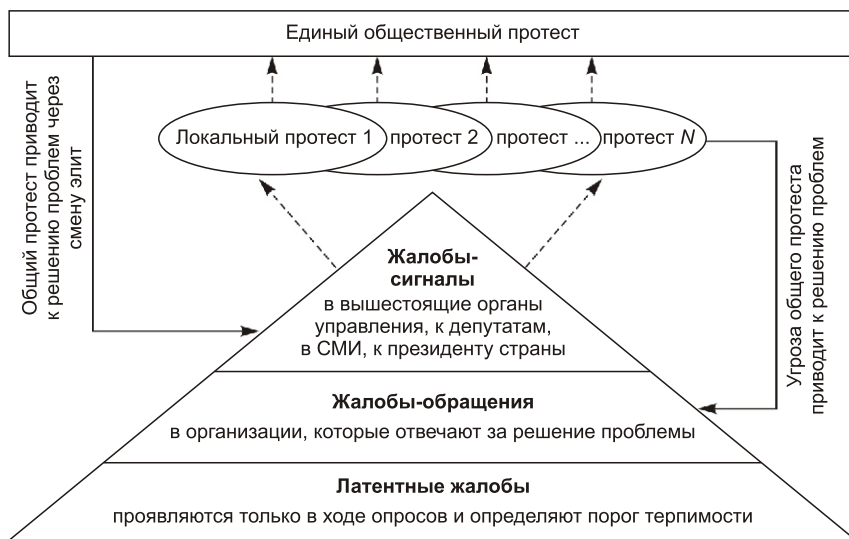 Единый общественный протест
Общий протест приводит
к решению проблем через
смену элит
Локальный протест 1
протест 2
протест ...
протест N
Угроза общего протеста
приводит к решению проблем
Жалобы-
сигналы
в вышестоящие органы
управления, к депутатам,
в СМИ, к президенту страны
Жалобы-обращения
в организации, которые отвечают за решение проблемы
Латентные жалобы
проявляются только в ходе опросов и определяют порог терпимости